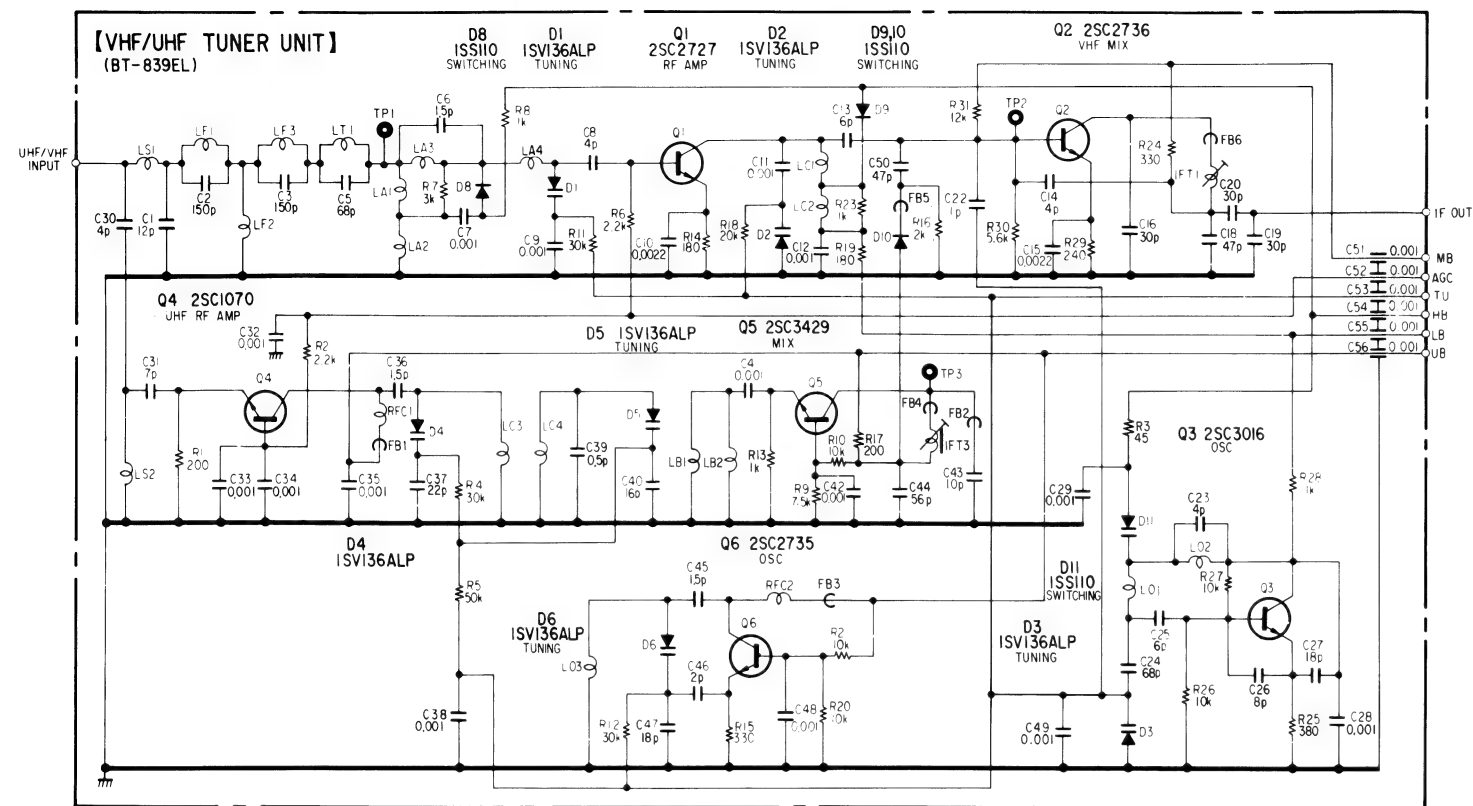 【VHF/UHF TUNER UNIT】
(BT-839EL)
D8
1SS110
SWITCHING
D1
1SV136ALP
TUNING
Q1
2SC2727
RF AMP
D2
1SV136ALP
TUNING
D9,10
1SS110
SWITCHING
Q2 2SC2736
VHF MIX
UHF/VHF
INPUT
LS1
LF1
C2
150p
LF3
C3
150p
LT1
C5
68p
TP1
C6
1,5p
LA3
R7
3k
D8
C7
0.001
LA1
LA2
R8
1k
LA4
D1
C9
0.001
R11
30k
C8
4p
R6
2.2k
Q1
C10
0,0022
R14
180
R18
20k
C11
0.001
D2
C12
0.001
LC1
LC2
C13
6p
D9
R23
1k
R19
180
C50
47p
FB5
D10
R16
2k
R31
12k
C22
1p
TP2
Q2
R30
5.6k
C14
4p
C15
0,0022
R29
240
C16
30p
R24
330
FB6
IFT1
C20
30p
C18
47p
C19
30p
IF OUT
C30
4p
C1
12p
LF2
C51 0.001 MB
C52 0.001 AGC
C53 0.001 TU
C54 0.001 HB
C55 0.001 LB
C56 0.001 UB
Q4 2SC1070
UHF RF AMP
C32
0,001
R2
2.2k
D5 1SV136ALP
TUNING
Q5 2SC3429
MIX
C31
7p
Q4
R1
200
LS2
C33
0,001
C34
0,001
C35
0,001
RFC1
FB1
C36
1,5p
D4
C37
22p
R4
30k
LC3
LC4
C39
0,5p
D5
C40
16p
LB1
LB2
C4
0.001
R13
1k
Q5
R10
10k
R17
200
R9
7.5k
C42
0,001
C44
56p
TP3
FB4
FB2
IFT3
C43
10p
C29
0,001
R3
45
Q3 2SC3016
OSC
R28
1k
D4
1SV136ALP
R5
50k
C38
0,001
Q6 2SC2735
OSC
D6
1SV136ALP
TUNING
LO3
C45
1,5p
RFC2
FB3
D6
Q6
C46
2p
R2
10k
R12
30k
C47
18p
R15
330
C48
0,001
R20
10k
D11
1SS110
SWITCHING
D3
1SV136ALP
TUNING
D11
C23
4p
LO2
LO1
R27
10k
Q3
C25
6p
C24
68p
R26
10k
C26
8p
C27
18p
R25
380
C28
0,001
C49
0.001
D3